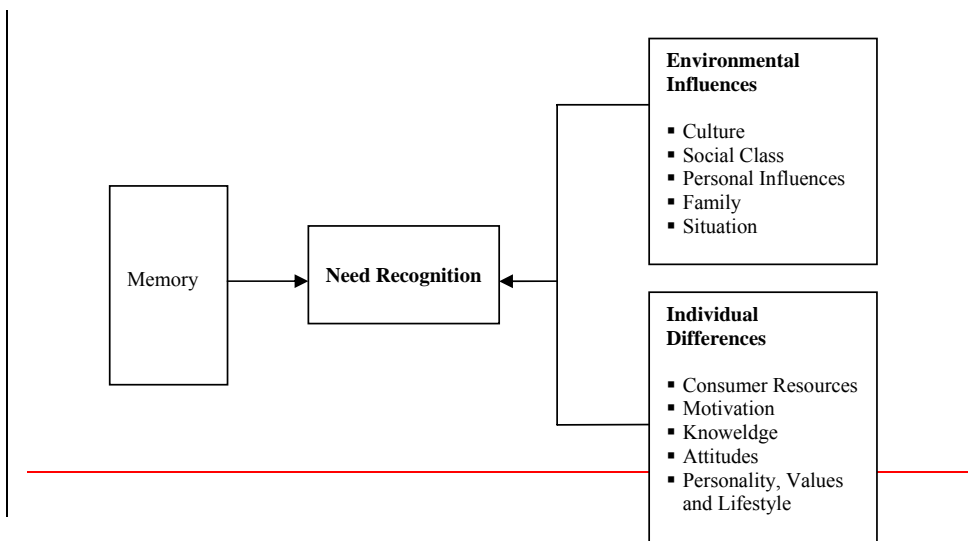 Memory
Need Recognition
Environmental
Influences
▪ Culture
▪ Social Class
▪ Personal Influences
▪ Family
▪ Situation
Individual
Differences
▪ Consumer Resources
▪ Motivation
▪ Knoweldge
▪ Attitudes
▪ Personality, Values
and Lifestyle